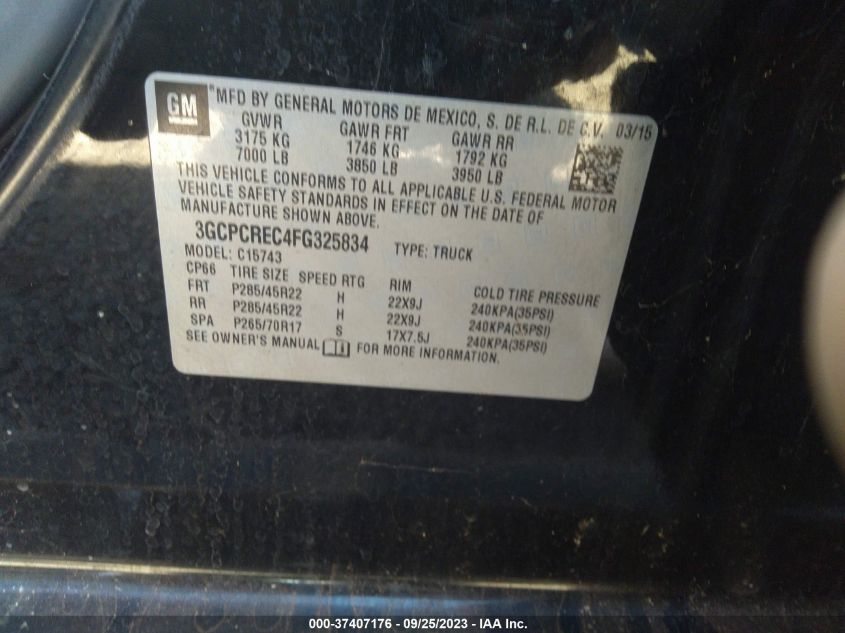 GM
*MFD BY GENERAL MOTORS DE MEXICO, S. DE R.L. DE C.V. 03/15
GVWR GAWR FRT GAWR RR
3175 KG 1746 KG 1792 KG
7000 LB 3850 LB 3950 LB
THIS VEHICLE CONFORMS TO ALL APPLICABLE U.S. FEDERAL MOTOR
VEHICLE SAFETY STANDARDS IN EFFECT ON THE DATE OF
MANUFACTURE SHOWN ABOVE.
3GCPCREC4FG325834 TYPE: TRUCK
MODEL: C15743
CP66 TIRE SIZE SPEED RTG RIM COLD TIRE PRESSURE
FRT P285/45R22 H 22X9J 240KPA(35PSI)
RR P285/45R22 H 22X9J 240KPA(35PSI)
SPA P265/70R17 S 17X7.5J 240KPA(35PSI)
SEE OWNER'S MANUAL FOR MORE INFORMATION.
000-37407176 - 09/25/2023 - IAA Inc.